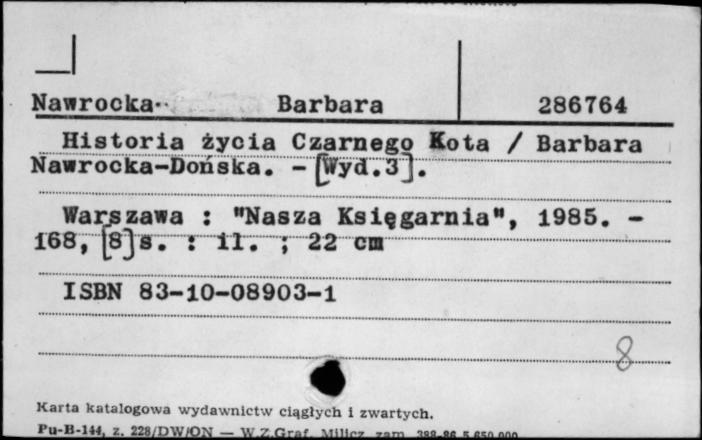 Nawrocka Barbara 286764
Historia życia Czarnego Kota / Barbara
Nawrocka-Dońska. - [Wyd.3].
Warszawa : "Nasza Księgarnia", 1985. -
168, [8] s. : il. ; 22 cm
ISBN 83-10-08903-1
8
Karta katalogowa wydawnictw ciągłych i zwartych.
Pu-B-144, z. 228/DW/ON — W.Z.Graf. Milicz zam.